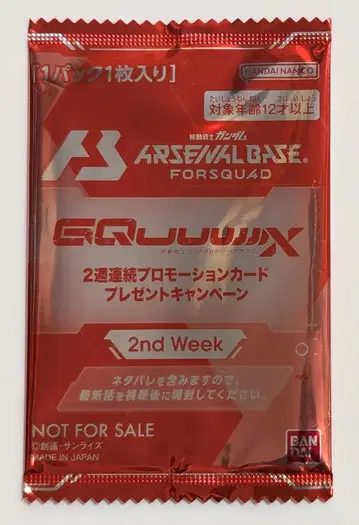 [1パック1枚入り]
BANDAI NAMCO
たいしょうねんれい さい いじょう
対象年齢12才以上
機動戦士ガンダム
ARSENAL BASE®
FORSQUAD
GQuuuuuuX
2週連続プロモーションカード
プレゼントキャンペーン
2nd Week
ネタバレを含みますので、
最新話を視聴後に開封してください。
NOT FOR SALE
©創通・サンライズ
MADE IN JAPAN
BAN
DAI